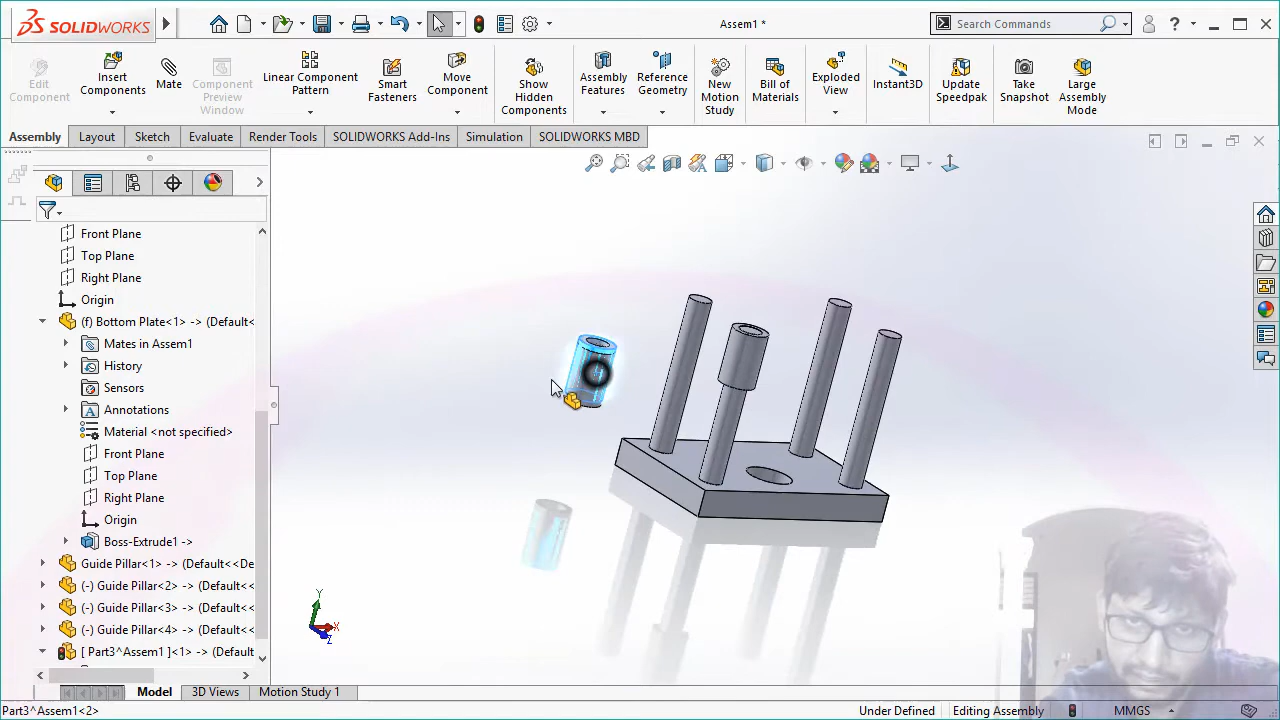 SOLIDWORKS
Assem1 *
Search Commands
?
Edit Component
Insert Components
Mate
Component Preview Window
Linear Component Pattern
Smart Fasteners
Move Component
Show Hidden Components
Assembly Features
Reference Geometry
New Motion Study
Bill of Materials
Exploded View
Instant3D
Update Speedpak
Take Snapshot
Large Assembly Mode
Assembly
Layout
Sketch
Evaluate
Render Tools
SOLIDWORKS Add-Ins
Simulation
SOLIDWORKS MBD
Front Plane
Top Plane
Right Plane
Origin
(f) Bottom Plate<1> -> (Default<
Mates in Assem1
History
Sensors
Annotations
Material <not specified>
Front Plane
Top Plane
Right Plane
Origin
Boss-Extrude1 ->
Guide Pillar<1> -> (Default<<De
(-) Guide Pillar<2> -> (Default<<
(-) Guide Pillar<3> -> (Default<<
(-) Guide Pillar<4> -> (Default<<
[ Part3^Assem1 ]<1> -> (Default
Y
X
Z
Model
3D Views
Motion Study 1
Part3^Assem1<2>
Under Defined
Editing Assembly
MMGS